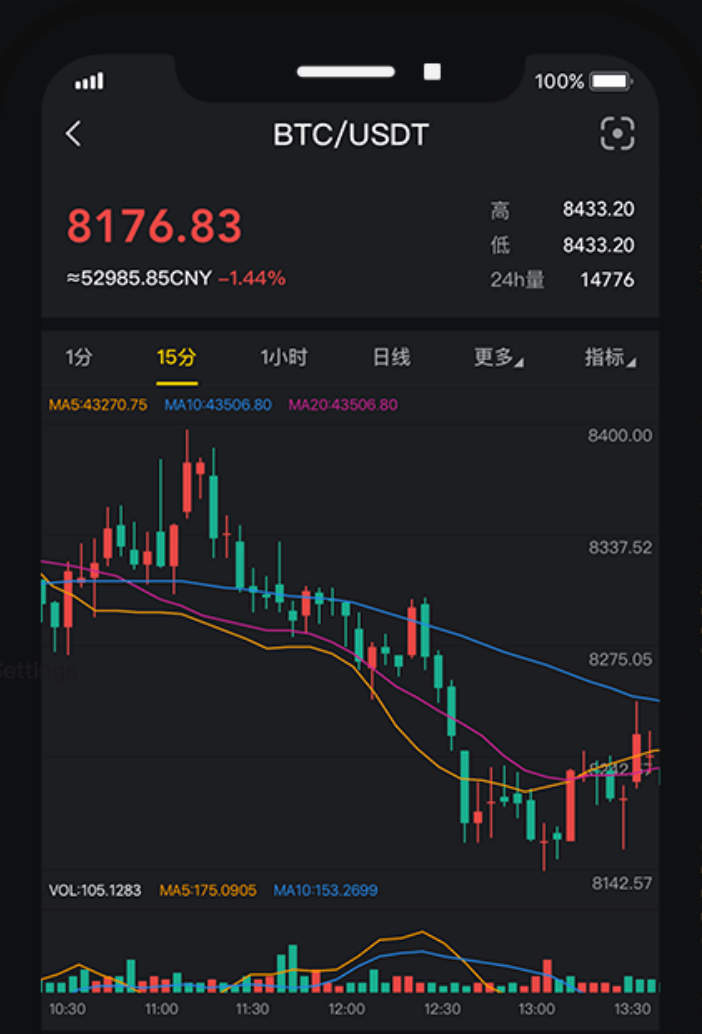 100%
BTC/USDT
8176.83
高 8433.20
低 8433.20
≈52985.85CNY –1.44%
24h量 14776
1分 15分 1小时 日线 更多 指标
MA5:43270.75 MA10:43506.80 MA20:43506.80
8400.00
8337.52
8275.05
8142.57
VOL:105.1283 MA5:175.0905 MA10:153.2699
10:30 11:00 11:30 12:00 12:30 13:00 13:30